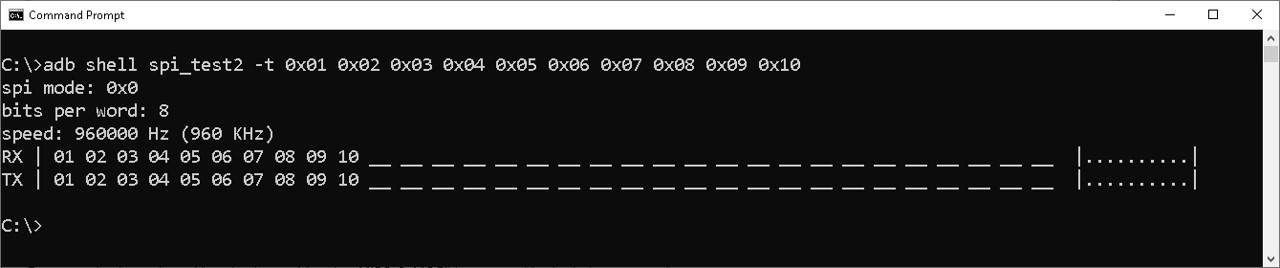 Command Prompt
C:\>adb shell spi_test2 -t 0x01 0x02 0x03 0x04 0x05 0x06 0x07 0x08 0x09 0x10
spi mode: 0x0
bits per word: 8
speed: 960000 Hz (960 KHz)
RX | 01 02 03 04 05 06 07 08 09 10 __ __ __ __ __ __ __ __ __ __ __ __ __ __ __ __ __ __ __ __ __ __  |..........|
TX | 01 02 03 04 05 06 07 08 09 10 __ __ __ __ __ __ __ __ __ __ __ __ __ __ __ __ __ __ __ __ __ __  |..........|
C:\>